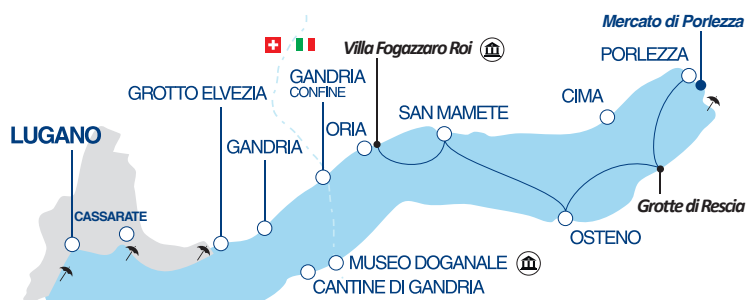 Mercato di Porlezza
Villa Fogazzaro Roi
PORLEZZA
GANDRIA
CONFINE
GROTTO ELVEZIA
SAN MAMETE
CIMA
ORIA
LUGANO
GANDRIA
CASSARATE
Grotte di Rescia
OSTENO
MUSEO DOGANALE
CANTINE DI GANDRIA